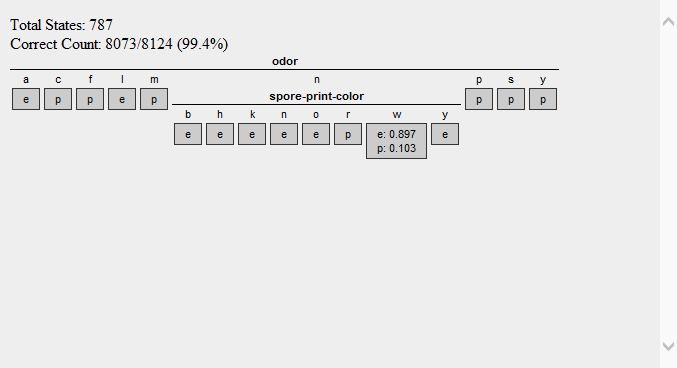 Total States: 787
Correct Count: 8073/8124 (99.4%)
odor
a c f l m n p s y
e p p e p spore-print-color p p p
b h k n o r w y
e e e e e p e: 0.897 e
p: 0.103